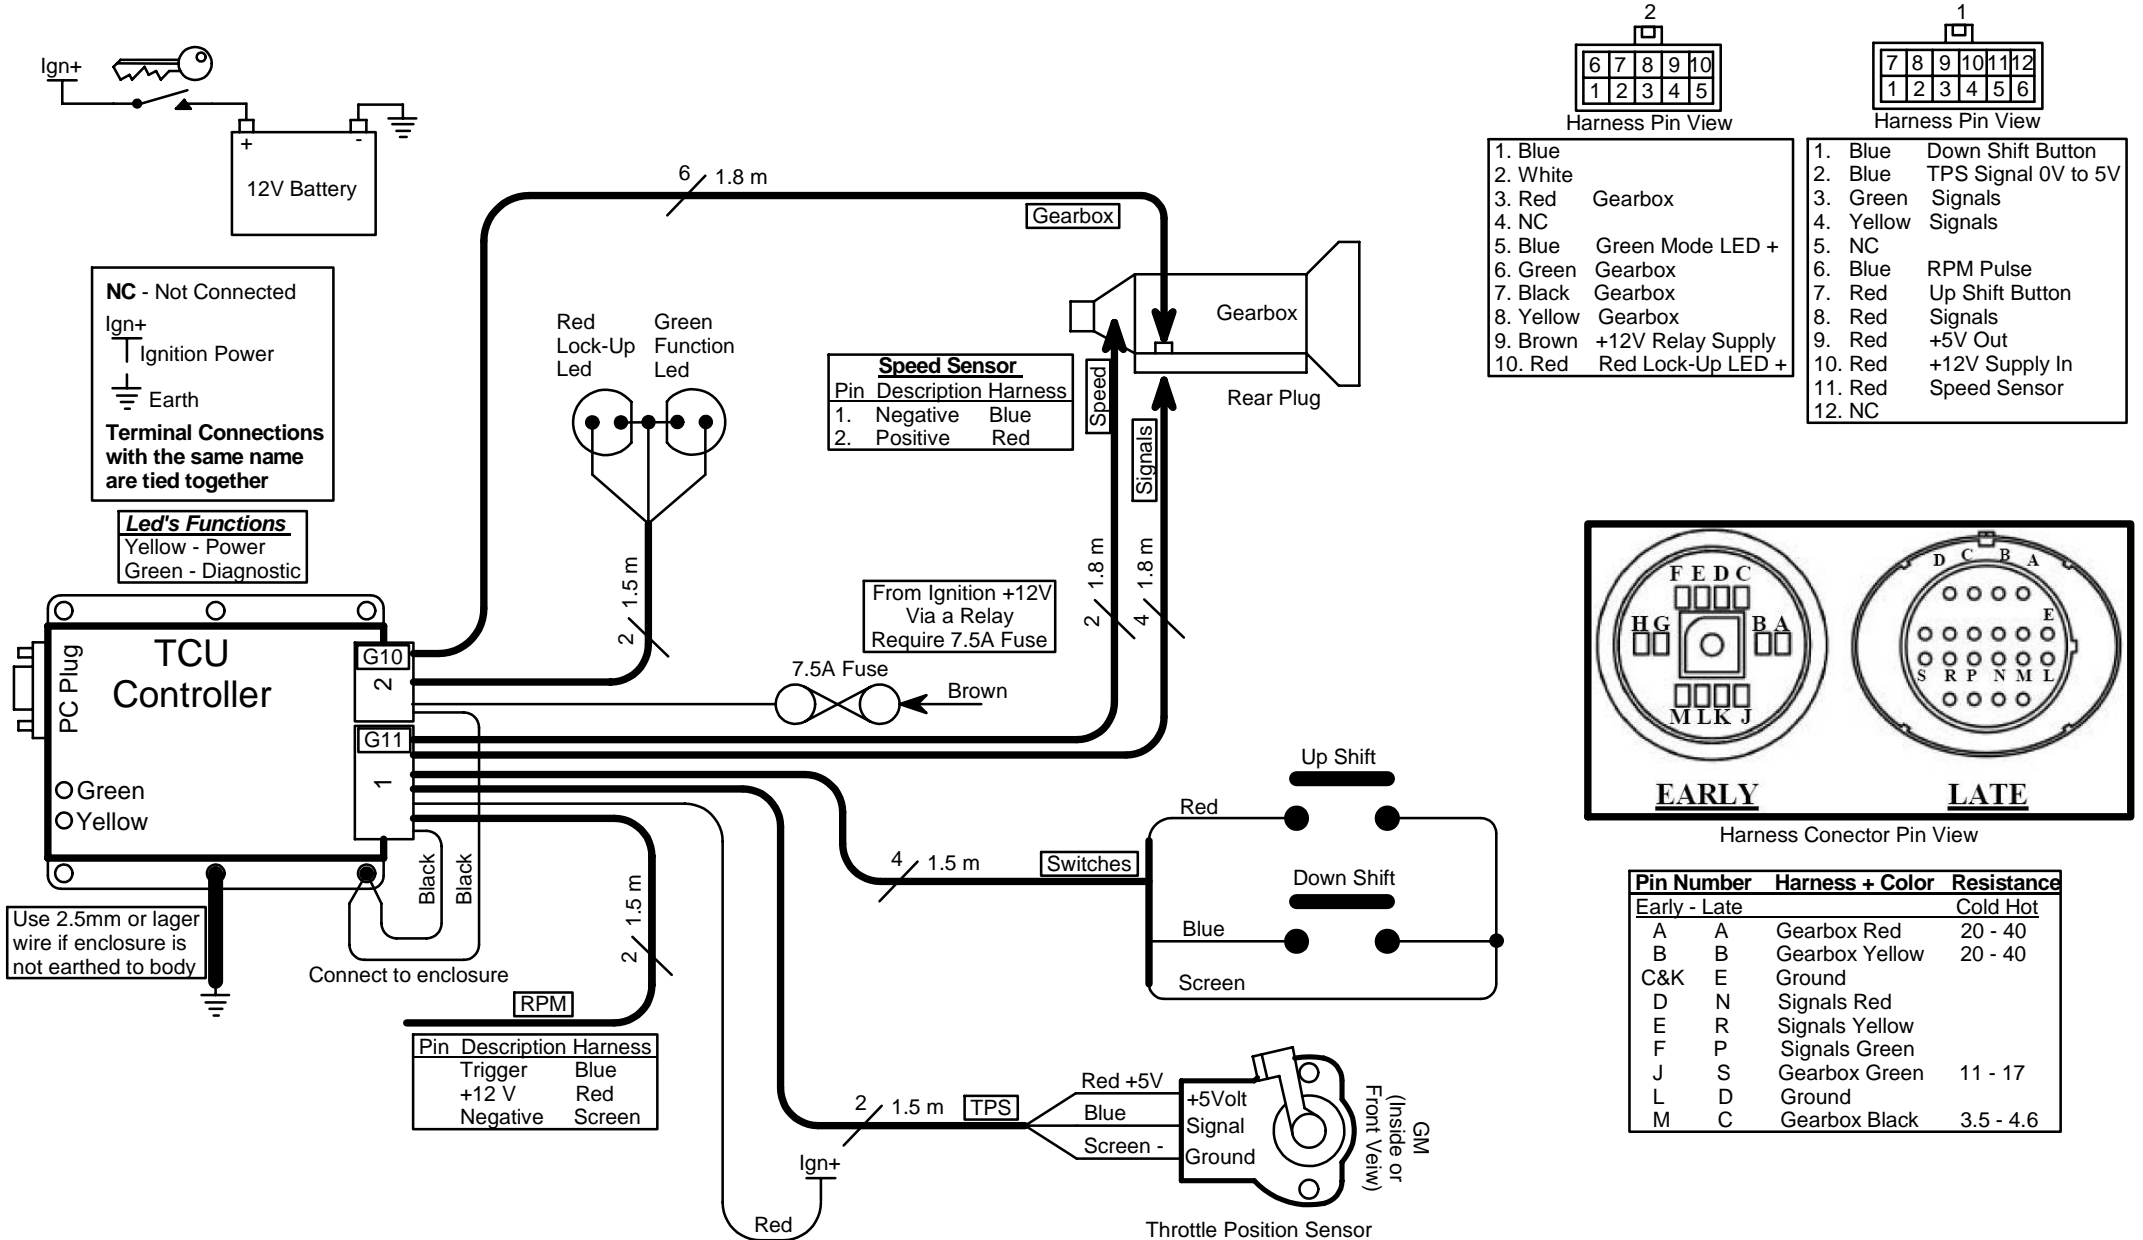 Ign+
12V Battery
+
-
NC - Not Connected
Ign+
Ignition Power
Earth
Terminal Connections
with the same name
are tied together
Led's Functions
Yellow - Power
Green - Diagnostic
TCU
Controller
PC Plug
Green
Yellow
G10
2
G11
1
Use 2.5mm or lager
wire if enclosure is
not earthed to body
Black
Black
Connect to enclosure
6 1.8 m
Gearbox
Red
Lock-Up
Led
Green
Function
Led
2 1.5 m
Speed Sensor
Pin Description Harness
1. Negative Blue
2. Positive Red
Gearbox
Rear Plug
Speed
Signals
2 1.8 m
4 1.8 m
From Ignition +12V
Via a Relay
Require 7.5A Fuse
7.5A Fuse
Brown
4 1.5 m
Switches
Up Shift
Red
Down Shift
Blue
Screen
2 1.5 m
RPM
Pin Description Harness
Trigger Blue
+12 V Red
Negative Screen
2 1.5 m
TPS
Red +5V
Blue
Screen -
+5Volt
Signal
Ground
GM
(Inside or
Front Veiw)
Throttle Position Sensor
Ign+
Red
2
6 7 8 9 10
1 2 3 4 5
Harness Pin View
1. Blue
2. White
3. Red Gearbox
4. NC
5. Blue Green Mode LED +
6. Green Gearbox
7. Black Gearbox
8. Yellow Gearbox
9. Brown +12V Relay Supply
10. Red Red Lock-Up LED +
1
7 8 9 10 11 12
1 2 3 4 5 6
Harness Pin View
1. Blue Down Shift Button
2. Blue TPS Signal 0V to 5V
3. Green Signals
4. Yellow Signals
5. NC
6. Blue RPM Pulse
7. Red Up Shift Button
8. Red Signals
9. Red +5V Out
10. Red +12V Supply In
11. Red Speed Sensor
12. NC
F E D C
H G B A
M L K J
EARLY
D C B A
E
S R P N M L
LATE
Harness Conector Pin View
Pin Number Harness + Color Resistance
Early - Late Cold Hot
A A Gearbox Red 20 - 40
B B Gearbox Yellow 20 - 40
C&K E Ground
D N Signals Red
E R Signals Yellow
F P Signals Green
J S Gearbox Green 11 - 17
L D Ground
M C Gearbox Black 3.5 - 4.6